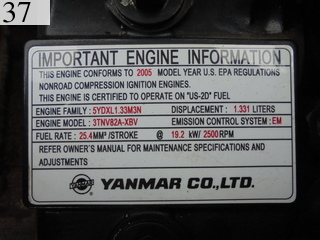 37
IMPORTANT ENGINE INFORMATION
THIS ENGINE CONFORMS TO 2005 MODEL YEAR U.S. EPA REGULATIONS
NONROAD COMPRESSION IGNITION ENGINES.
THIS ENGINE IS CERTIFIED TO OPERATE ON "US-2D" FUEL
ENGINE FAMILY : 5YDXL1.33M3N DISPLACEMENT : 1.331 LITERS
ENGINE MODEL : 3TNV82A-XBV EMISSION CONTROL SYSTEM : EM
FUEL RATE : 25.4MM³/STROKE @ 19.2 kW/ 2500 RPM
REFER OWNER'S MANUAL FOR MAINTENANCE SPECIFICATIONS AND
ADJUSTMENTS
YANMAR CO.,LTD.